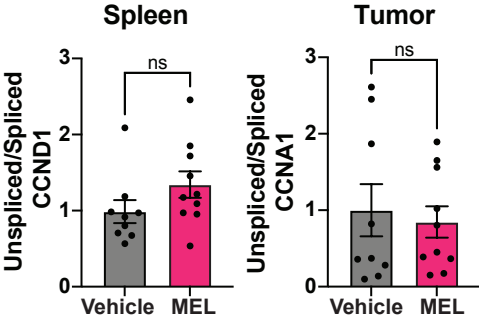 Spleen
Unspliced/Spliced
CCND1
3
2
1
0
ns
Vehicle MEL
Tumor
Unspliced/Spliced
CCNA1
3
2
1
0
ns
Vehicle MEL